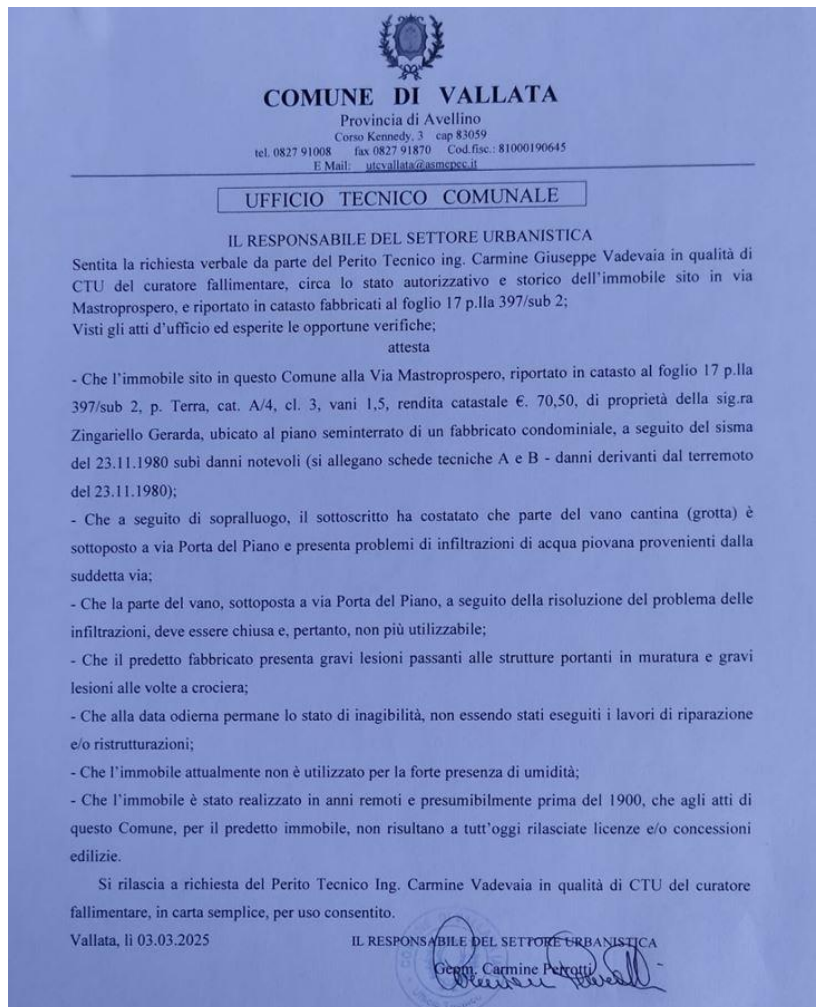 COMUNE DI VALLATA
Provincia di Avellino
Corso Kennedy, 3 cap 83059
tel. 0827 91008 fax 0827 91870 Cod.fisc.: 81000190645
E Mail: utcvallata@asmepec.it
UFFICIO TECNICO COMUNALE
IL RESPONSABILE DEL SETTORE URBANISTICA
Sentita la richiesta verbale da parte del Perito Tecnico ing. Carmine Giuseppe Vadevaia in qualità di
CTU del curatore fallimentare, circa lo stato autorizzativo e storico dell'immobile sito in via
Mastroprospero, e riportato in catasto fabbricati al foglio 17 p.lla 397/sub 2;
Visti gli atti d'ufficio ed esperite le opportune verifiche;
attesta
- Che l'immobile sito in questo Comune alla Via Mastroprospero, riportato in catasto al foglio 17 p.lla
397/sub 2, p. Terra, cat. A/4, cl. 3, vani 1,5, rendita catastale €. 70,50, di proprietà della sig.ra
Zingariello Gerarda, ubicato al piano seminterrato di un fabbricato condominiale, a seguito del sisma
del 23.11.1980 subì danni notevoli (si allegano schede tecniche A e B - danni derivanti dal terremoto
del 23.11.1980);
- Che a seguito di sopralluogo, il sottoscritto ha costatato che parte del vano cantina (grotta) è
sottoposto a via Porta del Piano e presenta problemi di infiltrazioni di acqua piovana provenienti dalla
suddetta via;
- Che la parte del vano, sottoposta a via Porta del Piano, a seguito della risoluzione del problema delle
infiltrazioni, deve essere chiusa e, pertanto, non più utilizzabile;
- Che il predetto fabbricato presenta gravi lesioni passanti alle strutture portanti in muratura e gravi
lesioni alle volte a crociera;
- Che alla data odierna permane lo stato di inagibilità, non essendo stati eseguiti i lavori di riparazione
e/o ristrutturazioni;
- Che l'immobile attualmente non è utilizzato per la forte presenza di umidità;
- Che l'immobile è stato realizzato in anni remoti e presumibilmente prima del 1900, che agli atti di
questo Comune, per il predetto immobile, non risultano a tutt'oggi rilasciate licenze e/o concessioni
edilizie.
Si rilascia a richiesta del Perito Tecnico Ing. Carmine Vadevaia in qualità di CTU del curatore
fallimentare, in carta semplice, per uso consentito.
Vallata, lì 03.03.2025 IL RESPONSABILE DEL SETTORE URBANISTICA
Geom. Carmine Petrotti